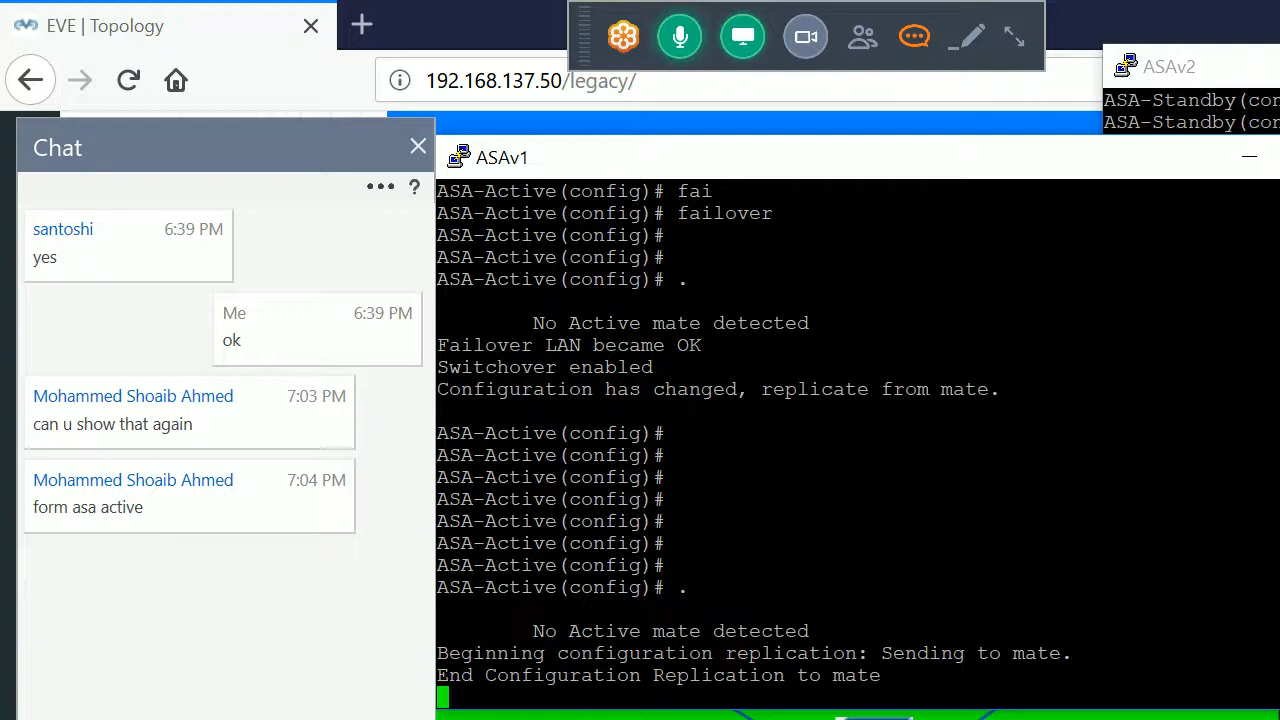 EVE | Topology
192.168.137.50/legacy/
ASAv2
ASA-Standby(con
ASA-Standby(con
Chat
?
santoshi 6:39 PM
yes
Me 6:39 PM
ok
Mohammed Shoaib Ahmed 7:03 PM
can u show that again
Mohammed Shoaib Ahmed 7:04 PM
form asa active
ASAv1
ASA-Active(config)# fai
ASA-Active(config)# failover
ASA-Active(config)#
ASA-Active(config)#
ASA-Active(config)# .
No Active mate detected
Failover LAN became OK
Switchover enabled
Configuration has changed, replicate from mate.
ASA-Active(config)#
ASA-Active(config)#
ASA-Active(config)#
ASA-Active(config)#
ASA-Active(config)#
ASA-Active(config)#
ASA-Active(config)#
ASA-Active(config)# .
No Active mate detected
Beginning configuration replication: Sending to mate.
End Configuration Replication to mate